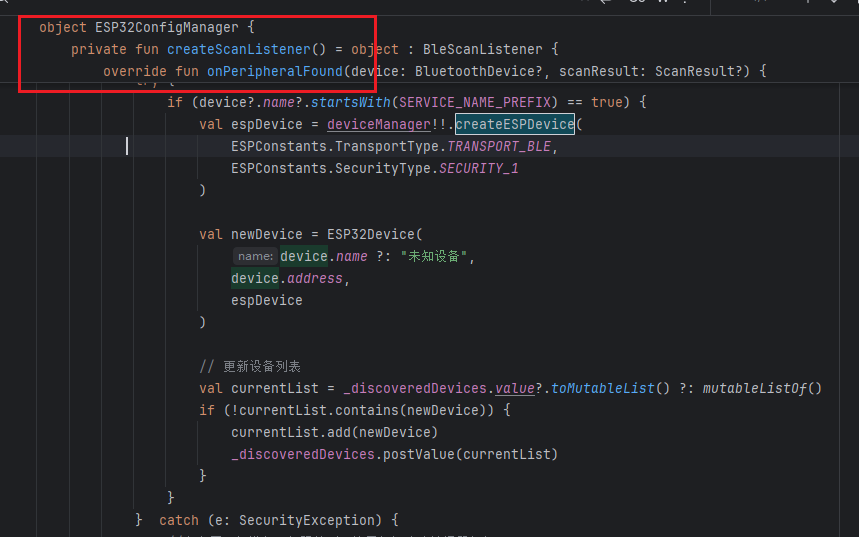 object ESP32ConfigManager {
private fun createScanListener() = object : BleScanListener {
override fun onPeripheralFound(device: BluetoothDevice?, scanResult: ScanResult?) {
try {
if (device?.name?.startsWith(SERVICE_NAME_PREFIX) == true) {
val espDevice = deviceManager!!.createESPDevice(
ESPConstants.TransportType.TRANSPORT_BLE,
ESPConstants.SecurityType.SECURITY_1
)
val newDevice = ESP32Device(
name: device.name ?: "未知设备",
device.address,
espDevice
)
// 更新设备列表
val currentList = _discoveredDevices.value?.toMutableList() ?: mutableListOf()
if (!currentList.contains(newDevice)) {
currentList.add(newDevice)
_discoveredDevices.postValue(currentList)
}
}
} catch (e: SecurityException) {